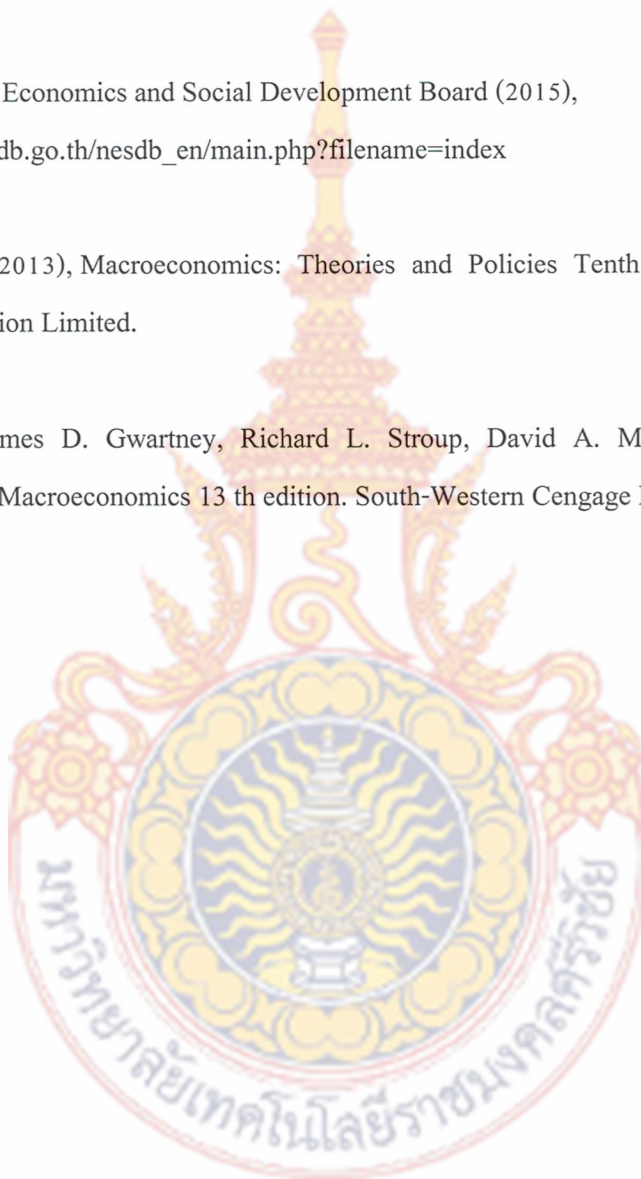 Economics and Social Development Board (2015),
db.go.th/nesdb_en/main.php?filename=index
2013), Macroeconomics: Theories and Policies Tenth
ion Limited.
mes D. Gwartney, Richard L. Stroup, David A. M
Macroeconomics 13 th edition. South-Western Cengage
มหาวิทยาลัยเทคโนโลยีราชมงคลศรีวิชัย